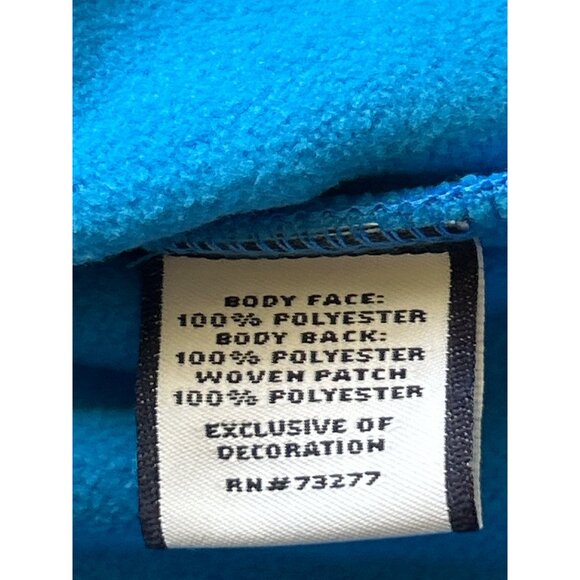 BODY FACE:
100% POLYESTER
BODY BACK:
100% POLYESTER
WOVEN PATCH
100% POLYESTER
EXCLUSIVE OF
DECORATION
RN#73277